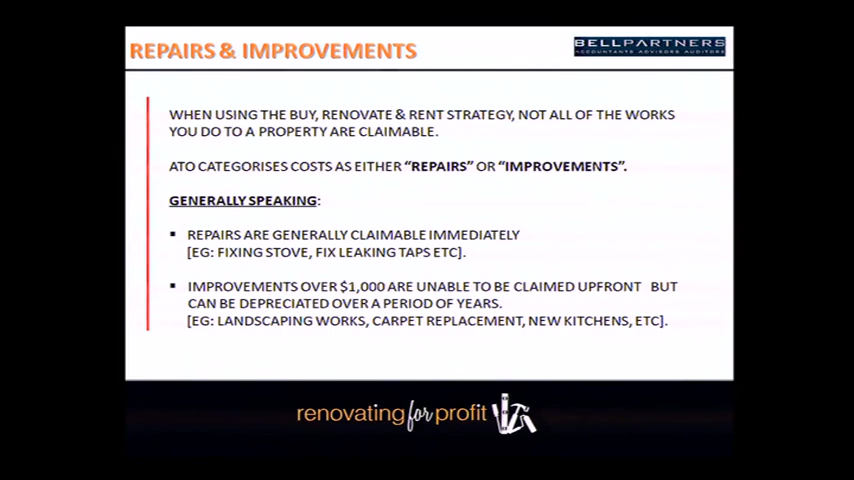 REPAIRS & IMPROVEMENTS
BELLPARTNERS
ACCOUNTANTS ADVISORS AUDITORS
WHEN USING THE BUY, RENOVATE & RENT STRATEGY, NOT ALL OF THE WORKS
YOU DO TO A PROPERTY ARE CLAIMABLE.
ATO CATEGORISES COSTS AS EITHER “REPAIRS” OR “IMPROVEMENTS”.
GENERALLY SPEAKING:
▪ REPAIRS ARE GENERALLY CLAIMABLE IMMEDIATELY
[EG: FIXING STOVE, FIX LEAKING TAPS ETC].
▪ IMPROVEMENTS OVER $1,000 ARE UNABLE TO BE CLAIMED UPFRONT BUT
CAN BE DEPRECIATED OVER A PERIOD OF YEARS.
[EG: LANDSCAPING WORKS, CARPET REPLACEMENT, NEW KITCHENS, ETC].
renovating for profit